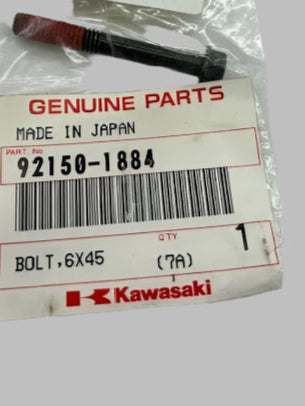 GENUINE PARTS
MADE IN JAPAN
PART. No.
92150-1884
QTY
1
BOLT,6X45 (7A)
Kawasaki